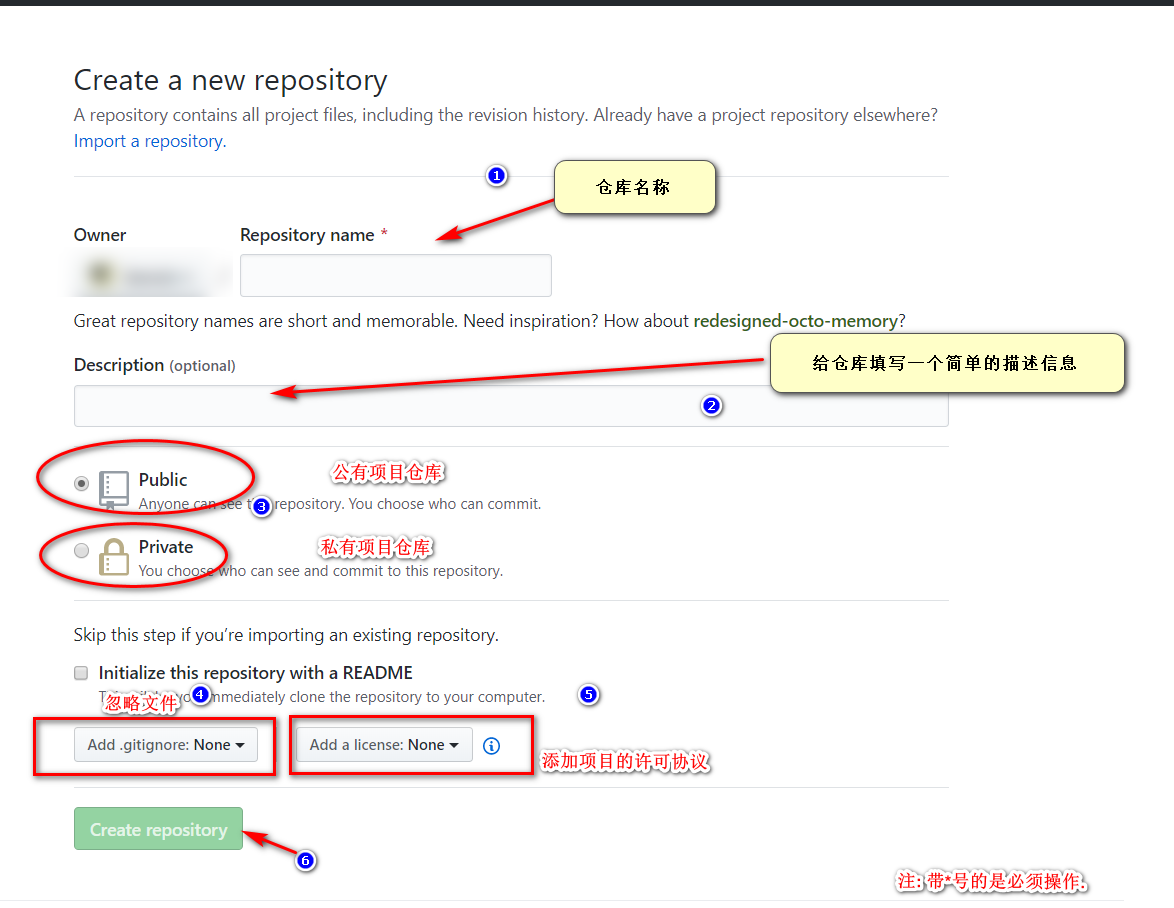 Create a new repository
A repository contains all project files, including the revision history. Already have a project repository elsewhere?
Import a repository.
1
仓库名称
Owner
Repository name *
Great repository names are short and memorable. Need inspiration? How about redesigned-octo-memory?
给仓库填写一个简单的描述信息
Description (optional)
2
Public
公有项目仓库
Anyone can see t
3
repository. You choose who can commit.
Private
私有项目仓库
You choose who can see and commit to this repository.
Skip this step if you’re importing an existing repository.
Initialize this repository with a README
忽略文件
4
immediately clone the repository to your computer.
5
Add .gitignore: None
Add a license: None
添加项目的许可协议
Create repository
6
注: 带*号的是必须操作.